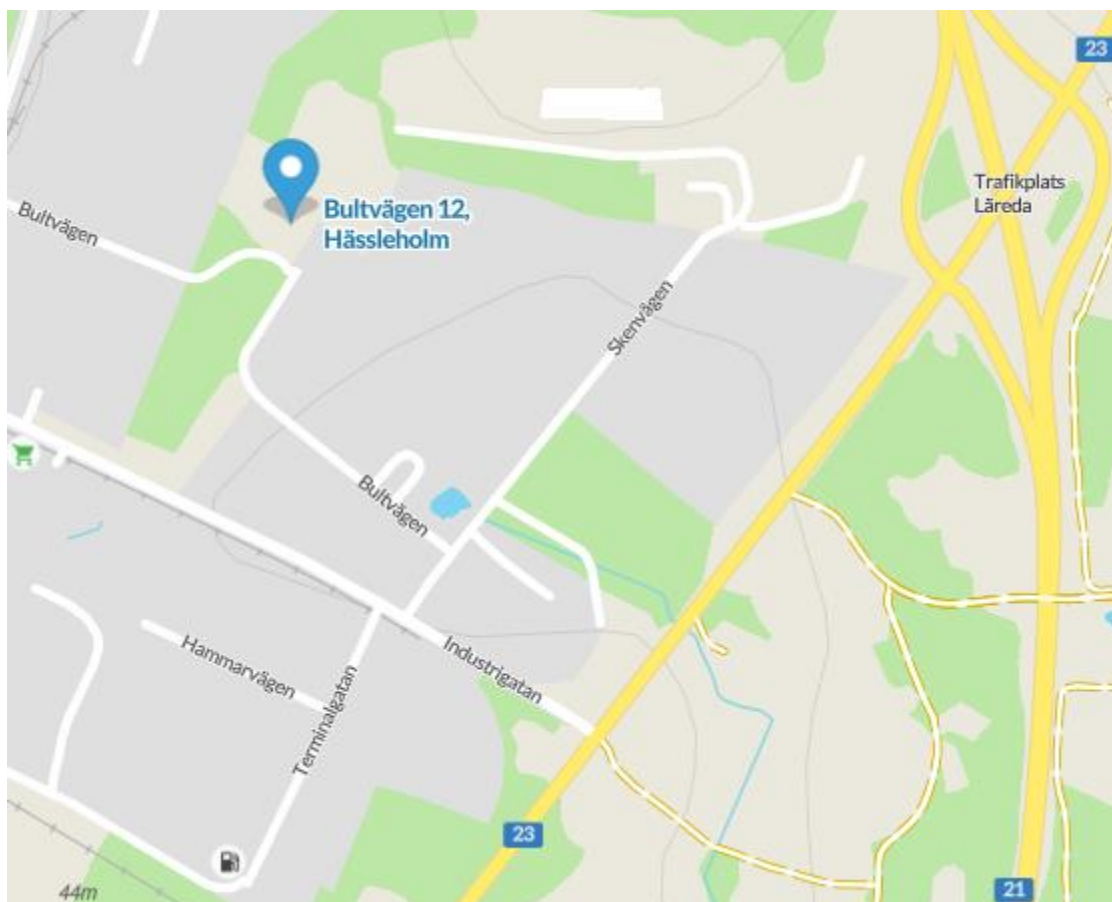 23
Trafikplats
Läreda
Bultvägen 12,
Hässleholm
Bultvägen
Skenvägen
Bultvägen
Industrigatan
Hammarvägen
Terminalgatan
23
21
44m